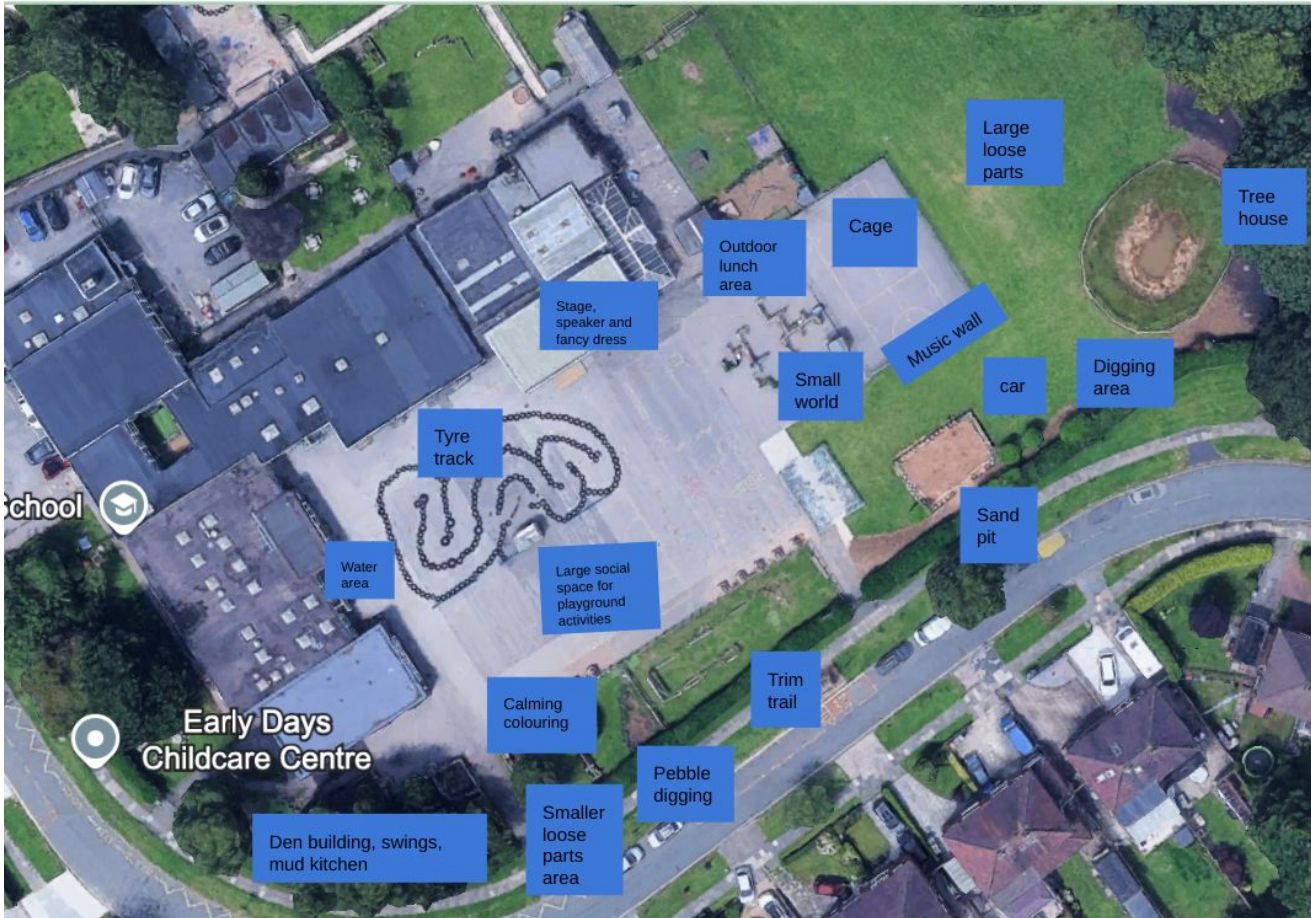 Large
loose
parts
Tree
house
Cage
Outdoor
lunch
area
Stage,
speaker and
fancy dress
Music wall
Small
world
car
Digging
area
Tyre
track
School
Sand
pit
Water
area
Large social
space for
playground
activities
Trim
trail
Calming
colouring
Early Days
Childcare Centre
Pebble
digging
Smaller
loose
parts
area
Den building, swings,
mud kitchen